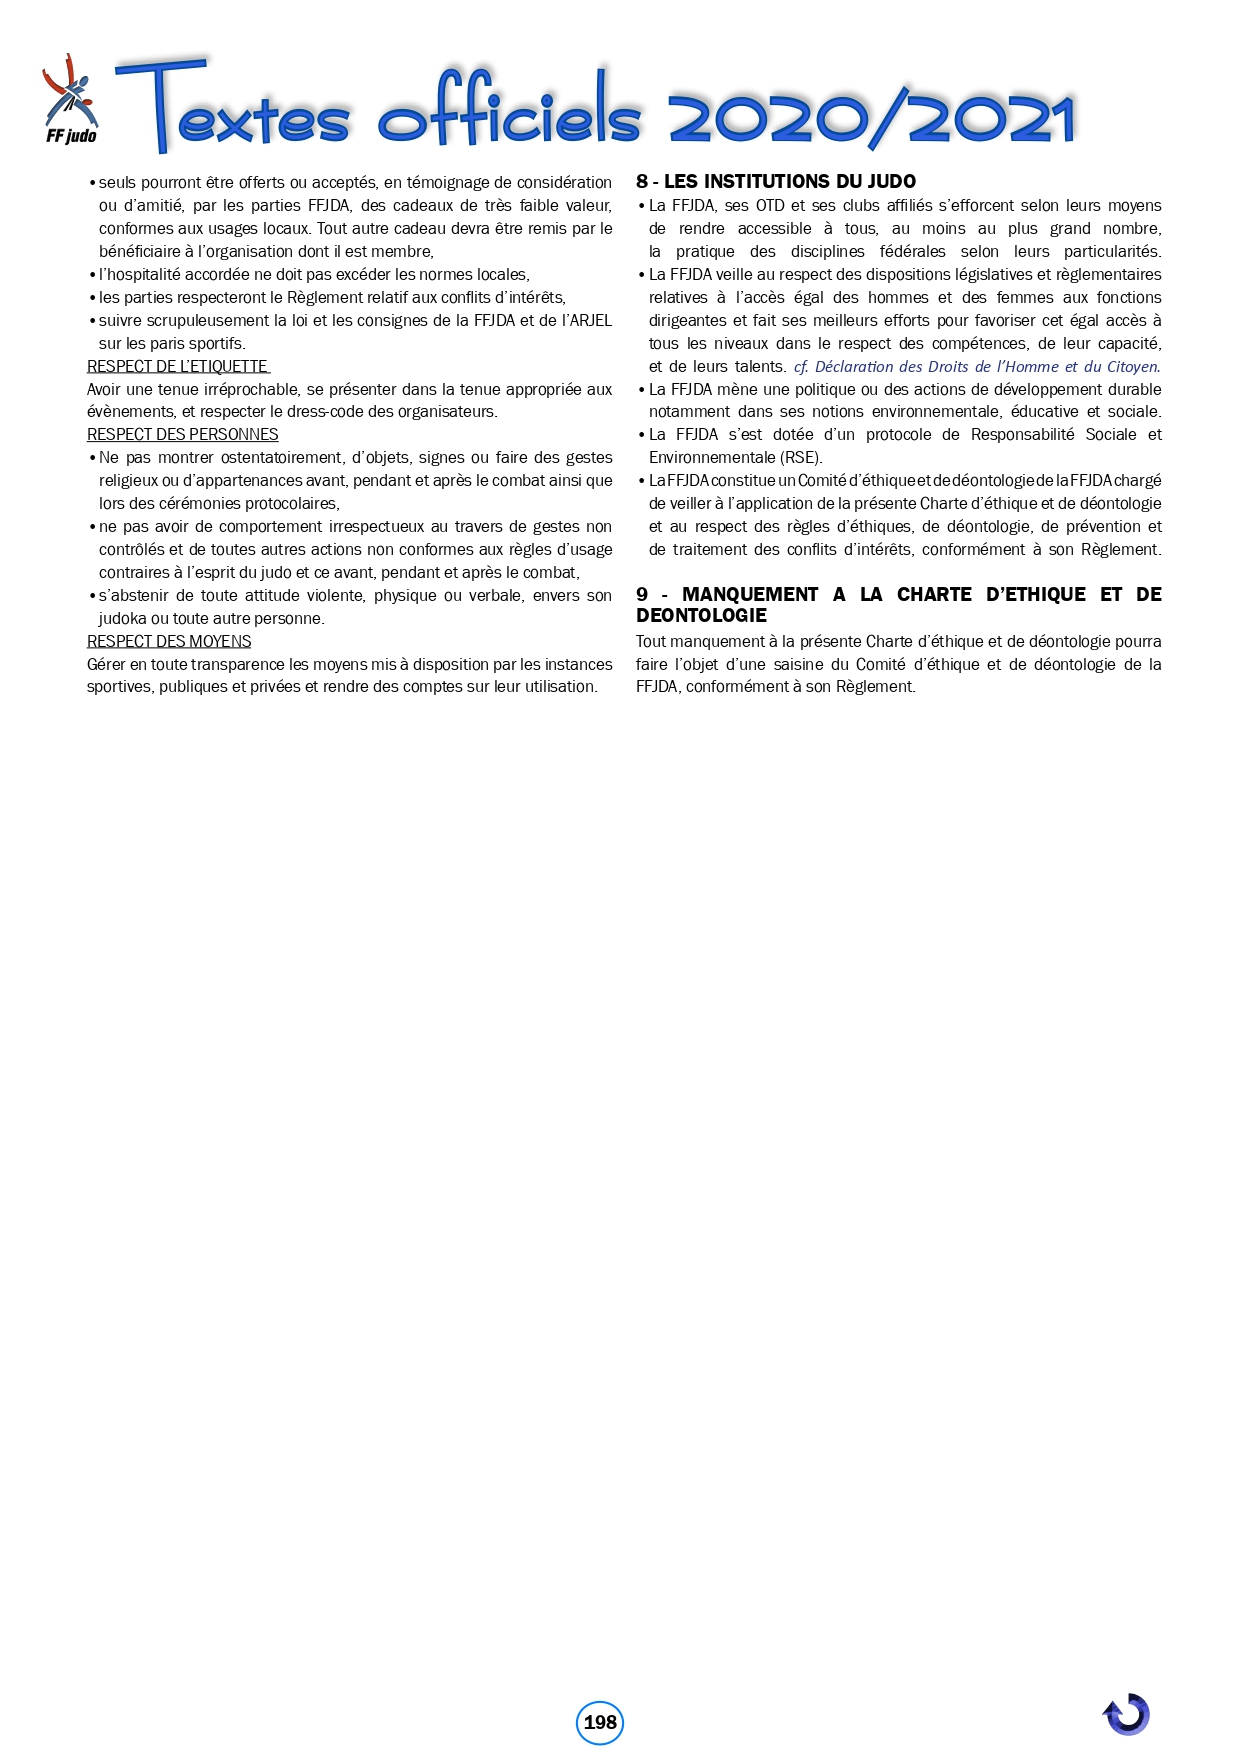 FF judo
Textes officiels 2020/2021
• seuls pourront être offerts ou acceptés, en témoignage de considération
ou d’amitié, par les parties FFJDA, des cadeaux de très faible valeur,
conformes aux usages locaux. Tout autre cadeau devra être remis par le
bénéficiaire à l’organisation dont il est membre,
• l’hospitalité accordée ne doit pas excéder les normes locales,
• les parties respecteront le Règlement relatif aux conflits d’intérêts,
• suivre scrupuleusement la loi et les consignes de la FFJDA et de l’ARJEL
sur les paris sportifs.
RESPECT DE L’ETIQUETTE
Avoir une tenue irréprochable, se présenter dans la tenue appropriée aux
évènements, et respecter le dress-code des organisateurs.
RESPECT DES PERSONNES
• Ne pas montrer ostentatoirement, d’objets, signes ou faire des gestes
religieux ou d’appartenances avant, pendant et après le combat ainsi que
lors des cérémonies protocolaires,
• ne pas avoir de comportement irrespectueux au travers de gestes non
contrôlés et de toutes autres actions non conformes aux règles d’usage
contraires à l’esprit du judo et ce avant, pendant et après le combat,
• s’abstenir de toute attitude violente, physique ou verbale, envers son
judoka ou toute autre personne.
RESPECT DES MOYENS
Gérer en toute transparence les moyens mis à disposition par les instances
sportives, publiques et privées et rendre des comptes sur leur utilisation.
8 - LES INSTITUTIONS DU JUDO
• La FFJDA, ses OTD et ses clubs affiliés s’efforcent selon leurs moyens
de rendre accessible à tous, au moins au plus grand nombre,
la pratique des disciplines fédérales selon leurs particularités.
• La FFJDA veille au respect des dispositions législatives et règlementaires
relatives à l’accès égal des hommes et des femmes aux fonctions
dirigeantes et fait ses meilleurs efforts pour favoriser cet égal accès à
tous les niveaux dans le respect des compétences, de leur capacité,
et de leurs talents. cf. Déclaration des Droits de l’Homme et du Citoyen.
• La FFJDA mène une politique ou des actions de développement durable
notamment dans ses notions environnementale, éducative et sociale.
• La FFJDA s’est dotée d’un protocole de Responsabilité Sociale et
Environnementale (RSE).
• La FFJDA constitue un Comité d’éthique et de déontologie de la FFJDA chargé
de veiller à l’application de la présente Charte d’éthique et de déontologie
et au respect des règles d’éthiques, de déontologie, de prévention et
de traitement des conflits d’intérêts, conformément à son Règlement.
9 - MANQUEMENT A LA CHARTE D’ETHIQUE ET DE
DEONTOLOGIE
Tout manquement à la présente Charte d’éthique et de déontologie pourra
faire l’objet d’une saisine du Comité d’éthique et de déontologie de la
FFJDA, conformément à son Règlement.
198